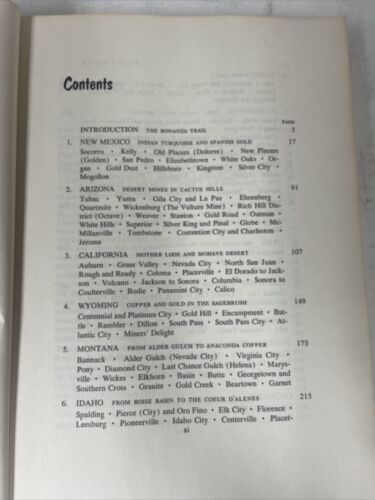 Contents
PAGE
INTRODUCTION THE BONANZA TRAIL 3
1. NEW MEXICO INDIAN TURQUOISE AND SPANISH GOLD 17
Socorro • Kelly • Old Placers (Dolores) • New Placers
(Golden) • San Pedro • Elizabethtown • White Oaks • Or-
gan • Gold Dust • Hillsboro • Kingston • Silver City •
Mogollon
2. ARIZONA DESERT MINES IN CACTUS HILLS 61
Tubac • Yuma • Gila City and La Paz • Ehrenberg •
Quartzsite • Wickenburg (The Vulture Mine) • Rich Hill Dis-
trict (Octave) • Weaver • Stanton • Gold Road • Oatman •
White Hills • Superior • Silver King and Pinal • Globe • Mc-
Millanville • Tombstone • Contention City and Charleston •
Jerome
3. CALIFORNIA MOTHER LODE AND MOHAVE DESERT 107
Auburn • Grass Valley • Nevada City • North San Juan •
Rough and Ready • Coloma • Placerville • El Dorado to Jack-
son • Volcano • Jackson to Sonora • Columbia • Sonora to
Coulterville • Bodie • Panamint City • Calico
4. WYOMING COPPER AND GOLD IN THE SAGEBRUSH 149
Centennial and Platinum City • Gold Hill • Encampment • Bat-
tle • Rambler • Dillon • South Pass • South Pass City • At-
lantic City • Miners' Delight
5. MONTANA FROM ALDER GULCH TO ANACONDA COPPER 173
Bannack • Alder Gulch (Nevada City) • Virginia City •
Pony • Diamond City • Last Chance Gulch (Helena) • Marys-
ville • Wickes • Elkhorn • Basin • Butte • Georgetown and
Southern Cross • Granite • Gold Creek • Beartown • Garnet
6. IDAHO FROM BOISE BASIN TO THE COEUR D'ALENES 215
Spalding • Pierce (City) and Oro Fino • Elk City • Florence •
Leesburg • Pioneerville • Idaho City • Centerville • Placer-
xi